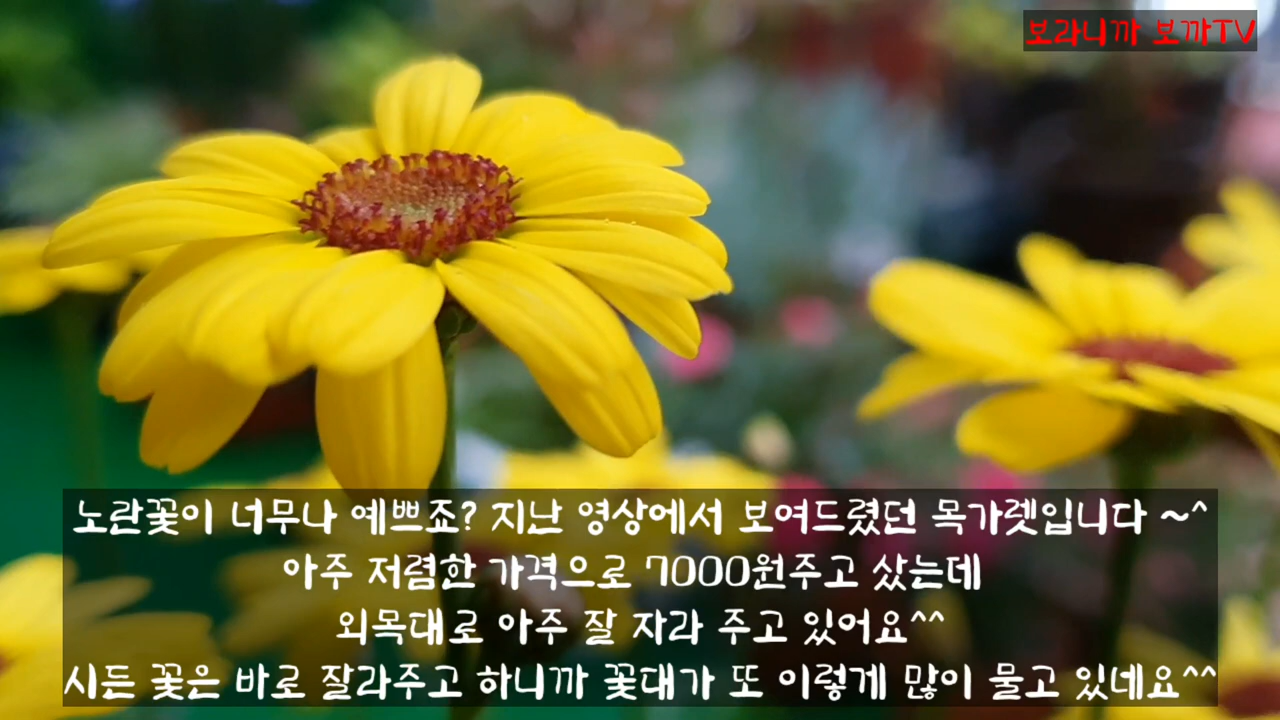 보라니까 보까TV
노란꽃이 너무나 예쁘죠? 지난 영상에서 보여드렸던 목가렛입니다 ~^
아주 저렴한 가격으로 7000원주고 샀는데
외목대로 아주 잘 자라 주고 있어요^^
시든 꽃은 바로 잘라주고 하니까 꽃대가 또 이렇게 많이 물고 있네요^^